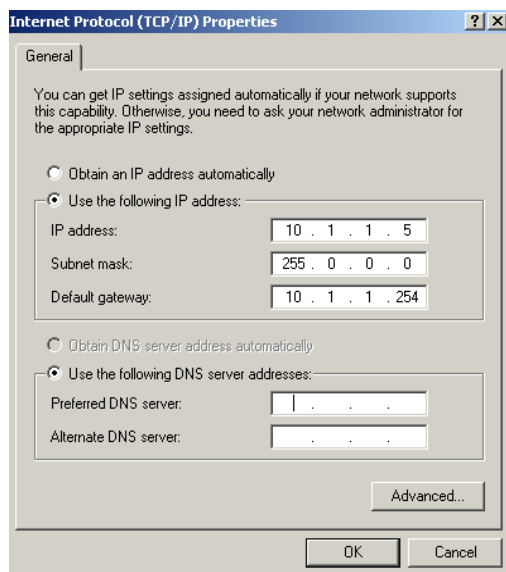 Internet Protocol (TCP/IP) Properties
General
You can get IP settings assigned automatically if your network supports
this capability. Otherwise, you need to ask your network administrator for
the appropriate IP settings.
Obtain an IP address automatically
Use the following IP address:
IP address: 10 . 1 . 1 . 5
Subnet mask: 255 . 0 . 0 . 0
Default gateway: 10 . 1 . 1 . 254
Obtain DNS server address automatically
Use the following DNS server addresses:
Preferred DNS server: . . .
Alternate DNS server: . . .
Advanced...
OK Cancel